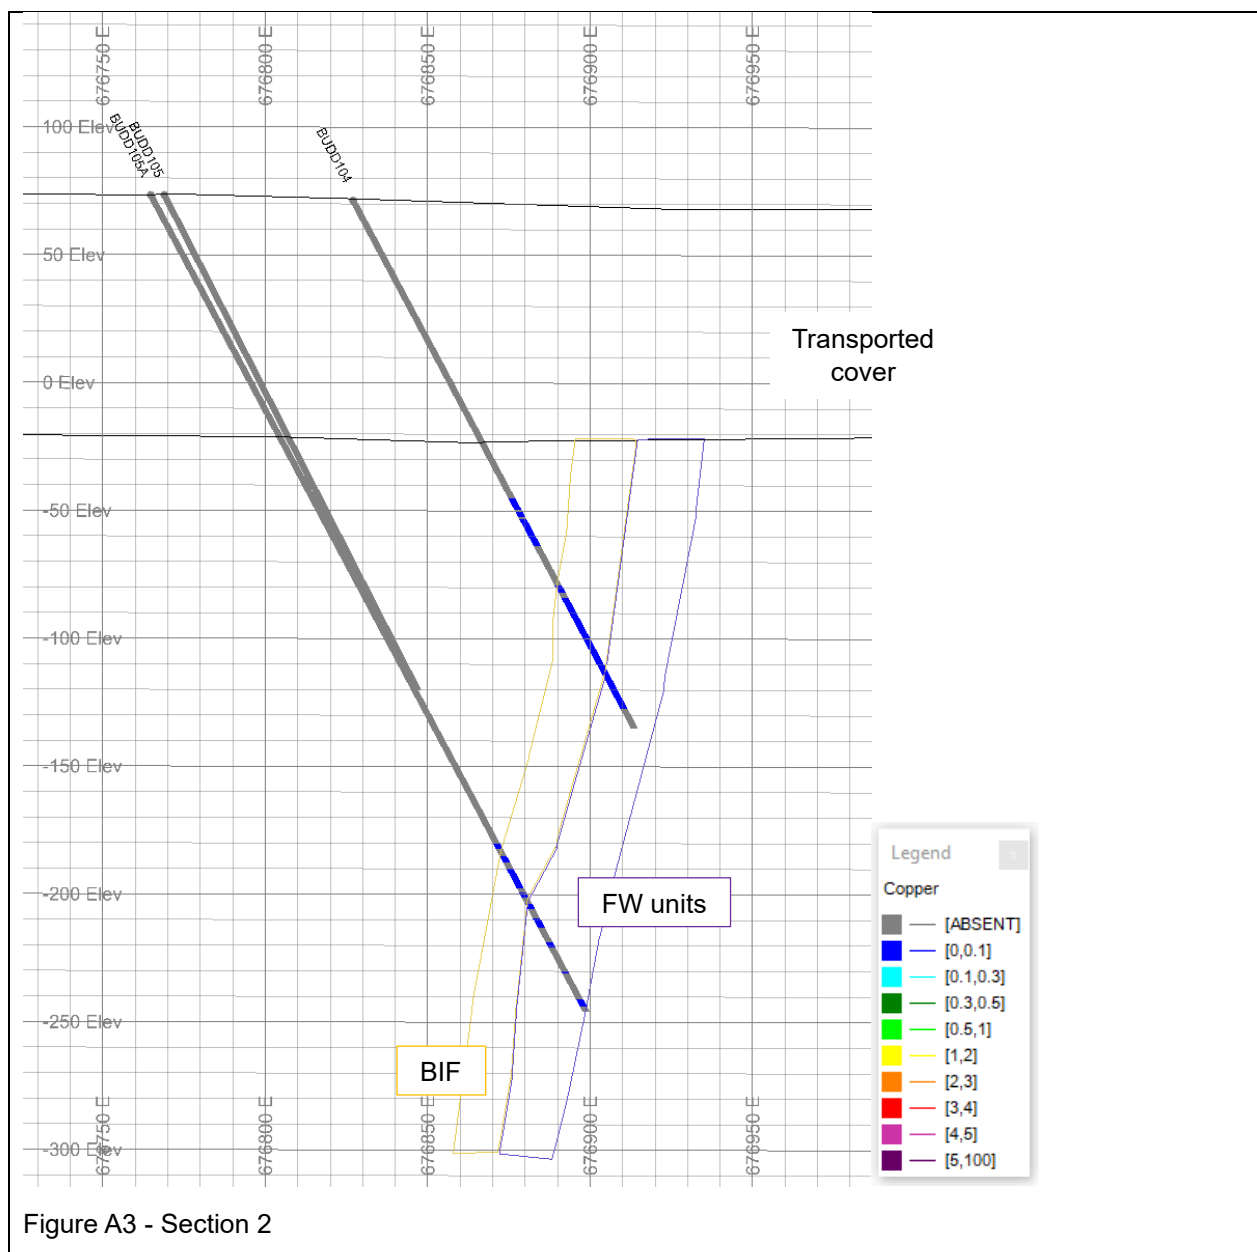 676750 E
676800 E
676850 E
676900 E
676950 E
BUDD105A
BUDD105
BUDD104
100 Elev
50 Elev
0 Elev
-50 Elev
-100 Elev
-150 Elev
-200 Elev
-250 Elev
-300 Elev
Transported
cover
FW units
BIF
676750 E
676800 E
676850 E
676900 E
676950 E
Legend
x
Copper
[ABSENT]
[0,0.1]
[0.1,0.3]
[0.3,0.5]
[0.5,1]
[1,2]
[2,3]
[3,4]
[4,5]
[5,100]
Figure A3 - Section 2